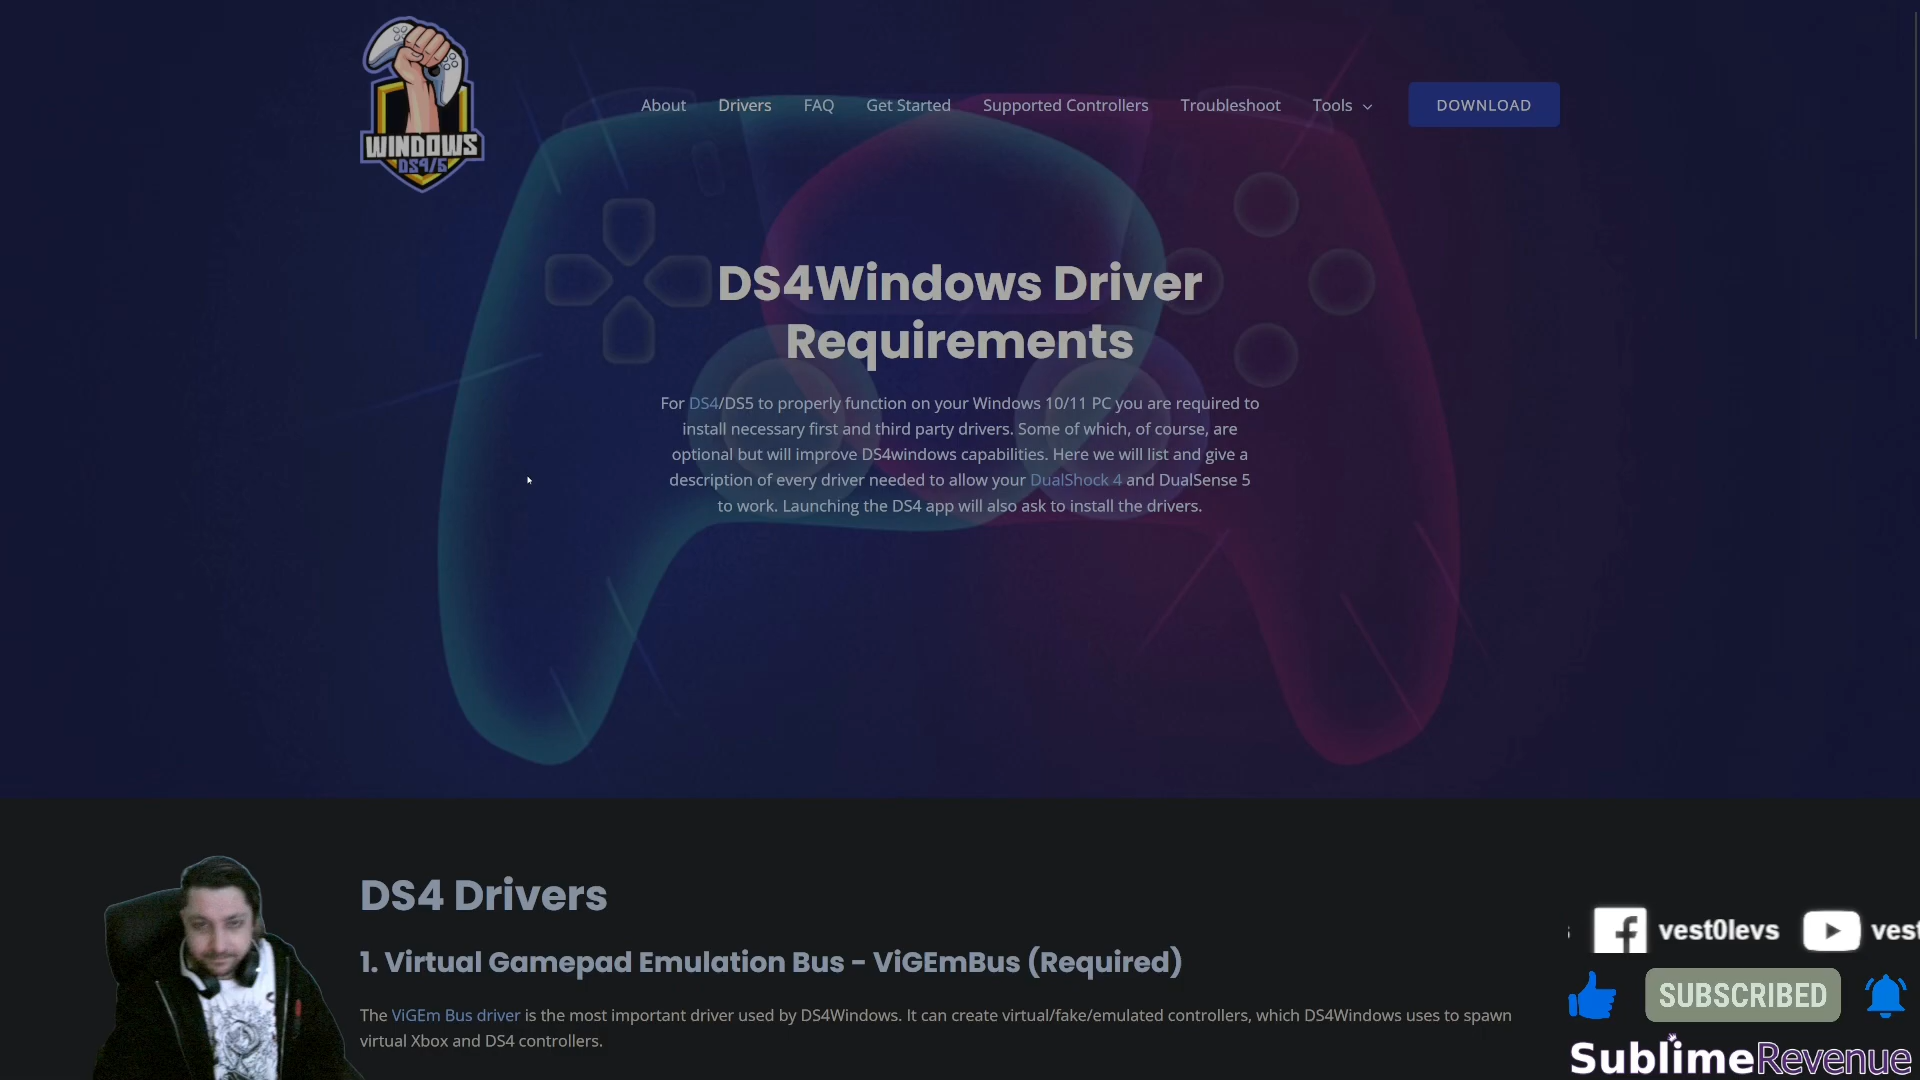 WINDOWS
DS4/5
About
Drivers
FAQ
Get Started
Supported Controllers
Troubleshoot
Tools
DOWNLOAD
DS4Windows Driver
Requirements
For DS4/DS5 to properly function on your Windows 10/11 PC you are required to
install necessary first and third party drivers. Some of which, of course, are
optional but will improve DS4windows capabilities. Here we will list and give a
description of every driver needed to allow your DualShock 4 and DualSense 5
to work. Launching the DS4 app will also ask to install the drivers.
DS4 Drivers
1. Virtual Gamepad Emulation Bus - ViGEmBus (Required)
The ViGEm Bus driver is the most important driver used by DS4Windows. It can create virtual/fake/emulated controllers, which DS4Windows uses to spawn
virtual Xbox and DS4 controllers.
vest0levs
vest
SUBSCRIBED
SublimeRevenue